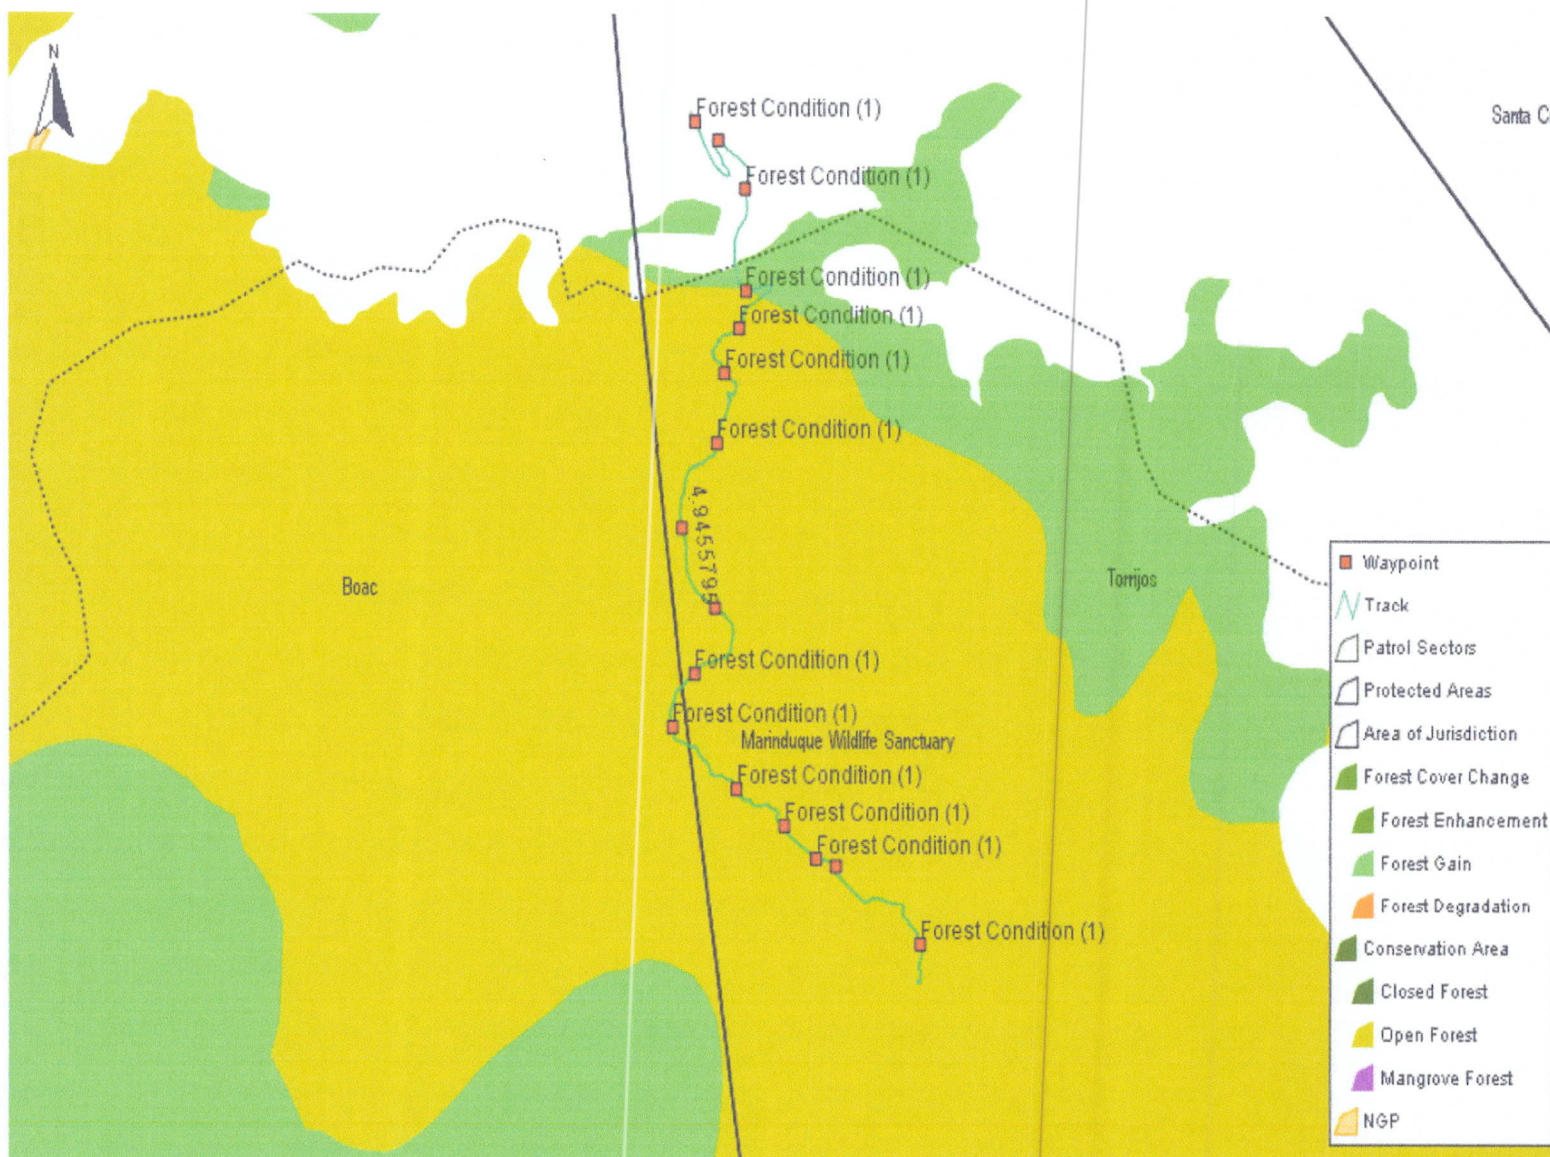 N
Santa C
Forest Condition (1)
Forest Condition (1)
Forest Condition (1)
Forest Condition (1)
Forest Condition (1)
Forest Condition (1)
4.94557795
Boac
Torrijos
Forest Condition (1)
Forest Condition (1)
Marinduque Wildlife Sanctuary
Forest Condition (1)
Forest Condition (1)
Forest Condition (1)
Forest Condition (1)
Waypoint
Track
Patrol Sectors
Protected Areas
Area of Jurisdiction
Forest Cover Change
Forest Enhancement
Forest Gain
Forest Degradation
Conservation Area
Closed Forest
Open Forest
Mangrove Forest
NGP